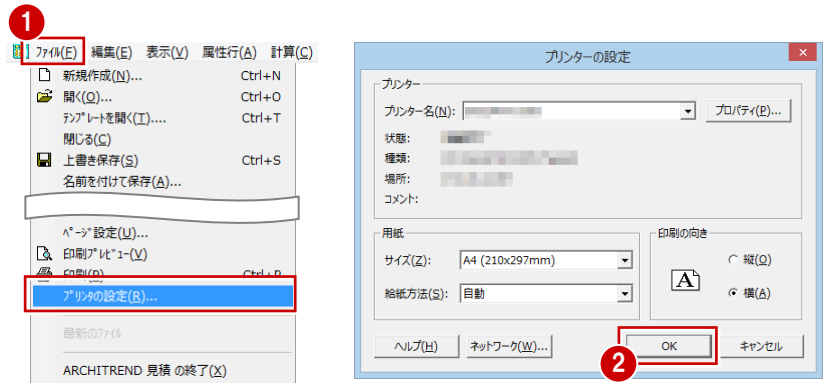 1
ファイル(F) 編集(E) 表示(V) 属性行(A) 計算(C)
新規作成(N)... Ctrl+N
開く(O)... Ctrl+O
テンプレートを開く(T).... Ctrl+T
閉じる(C)
上書き保存(S) Ctrl+S
名前を付けて保存(A)...
ページ設定(U)...
印刷プレビュー(V)
印刷(P) Ctrl+P
プリンタの設定(R)...
最新のファイル
ARCHITREND 見積 の終了(X)
プリンターの設定
プリンター
プリンター名(N): プロパティ(P)...
状態:
種類:
場所:
コメント:
用紙
サイズ(Z): A4 (210x297mm)
給紙方法(S): 自動
印刷の向き
A
縦(O)
横(A)
ヘルプ(H) ネットワーク(W)... OK キャンセル
2